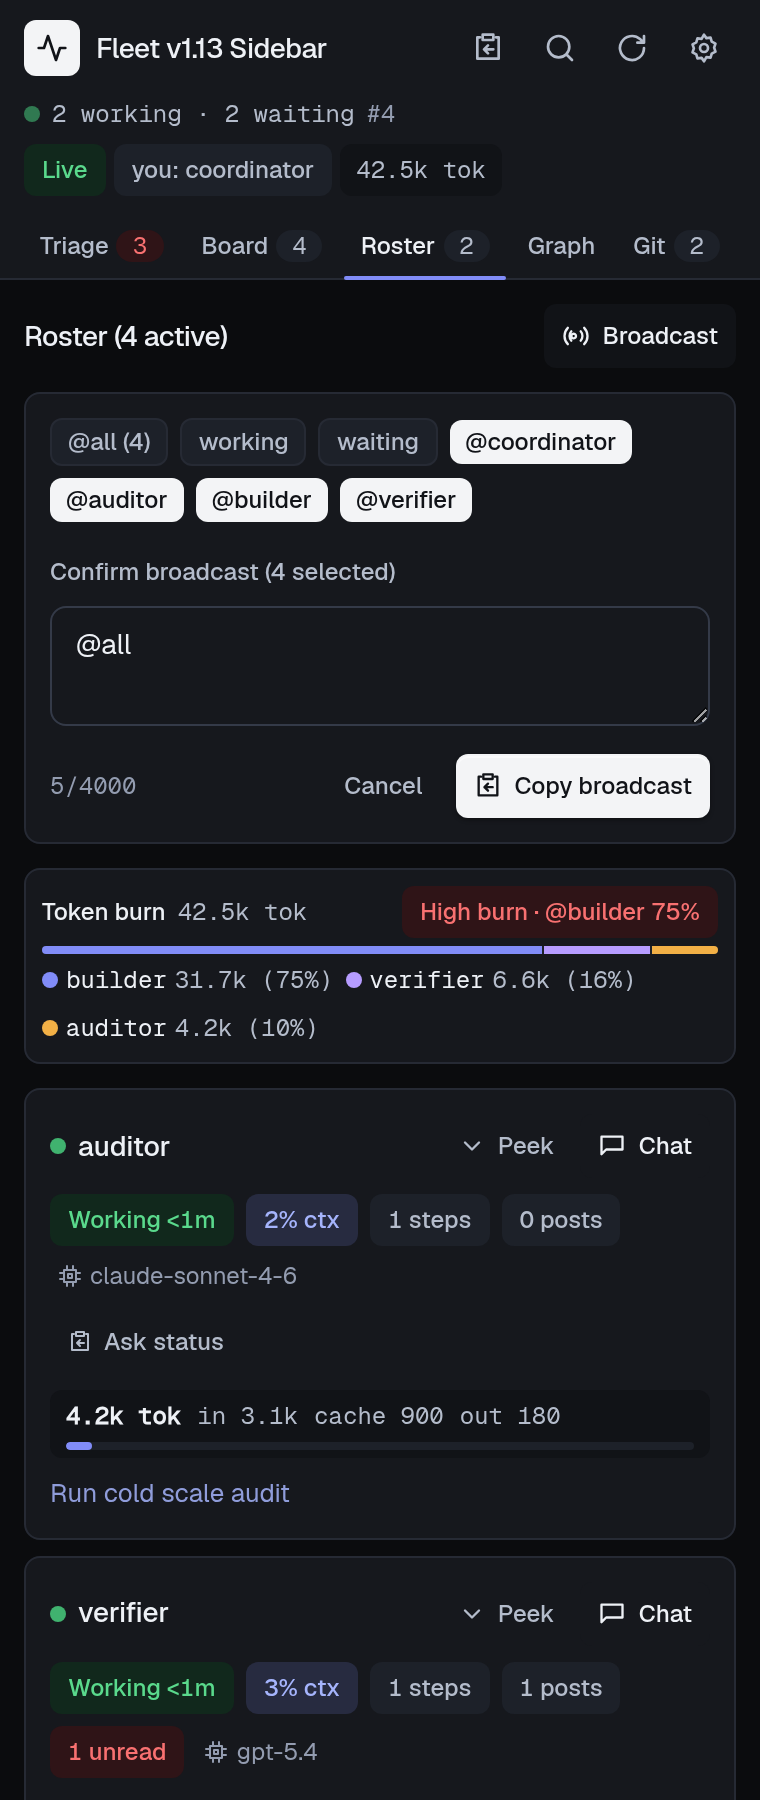 Fleet v1.13 Sidebar
2 working · 2 waiting #4
Live you: coordinator 42.5k tok
Triage 3 Board 4 Roster 2 Graph Git 2
Roster (4 active) Broadcast
@all (4) working waiting @coordinator
@auditor @builder @verifier
Confirm broadcast (4 selected)
@all
5/4000 Cancel Copy broadcast
Token burn 42.5k tok High burn · @builder 75%
builder 31.7k (75%) verifier 6.6k (16%)
auditor 4.2k (10%)
auditor Peek Chat
Working <1m 2% ctx 1 steps 0 posts
claude-sonnet-4-6
Ask status
4.2k tok in 3.1k cache 900 out 180
Run cold scale audit
verifier Peek Chat
Working <1m 3% ctx 1 steps 1 posts
1 unread gpt-5.4